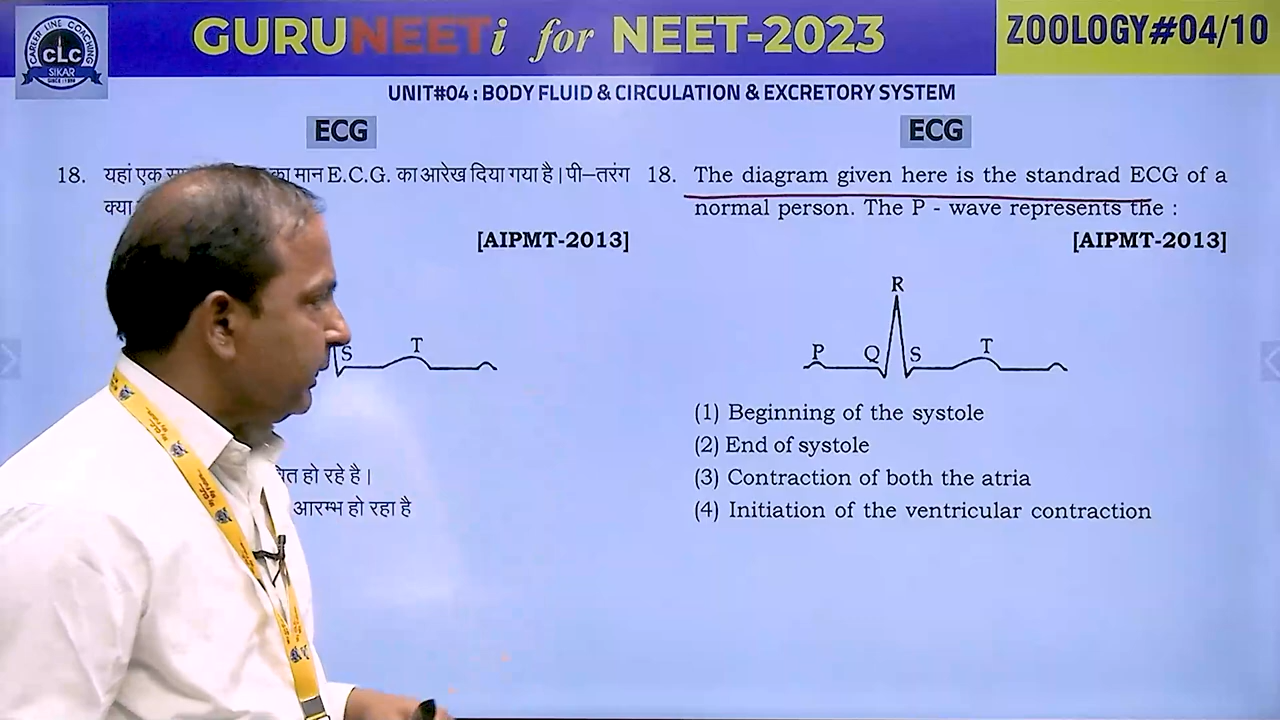 CAREER LINE COACHING
CLC
SIKAR
SINCE : 1996
GURUNEETi for NEET-2023
ZOOLOGY#04/10
UNIT#04 : BODY FLUID & CIRCULATION & EXCRETORY SYSTEM
ECG
18. यहां एक का मान E.C.G. का आरेख दिया गया है। पी–तरंग
क्या
[AIPMT-2013]
S
T
हो रहे है।
आरम्भ हो रहा है
ECG
18. The diagram given here is the standrad ECG of a
normal person. The P - wave represents the :
[AIPMT-2013]
R
P
Q
S
T
(1) Beginning of the systole
(2) End of systole
(3) Contraction of both the atria
(4) Initiation of the ventricular contraction